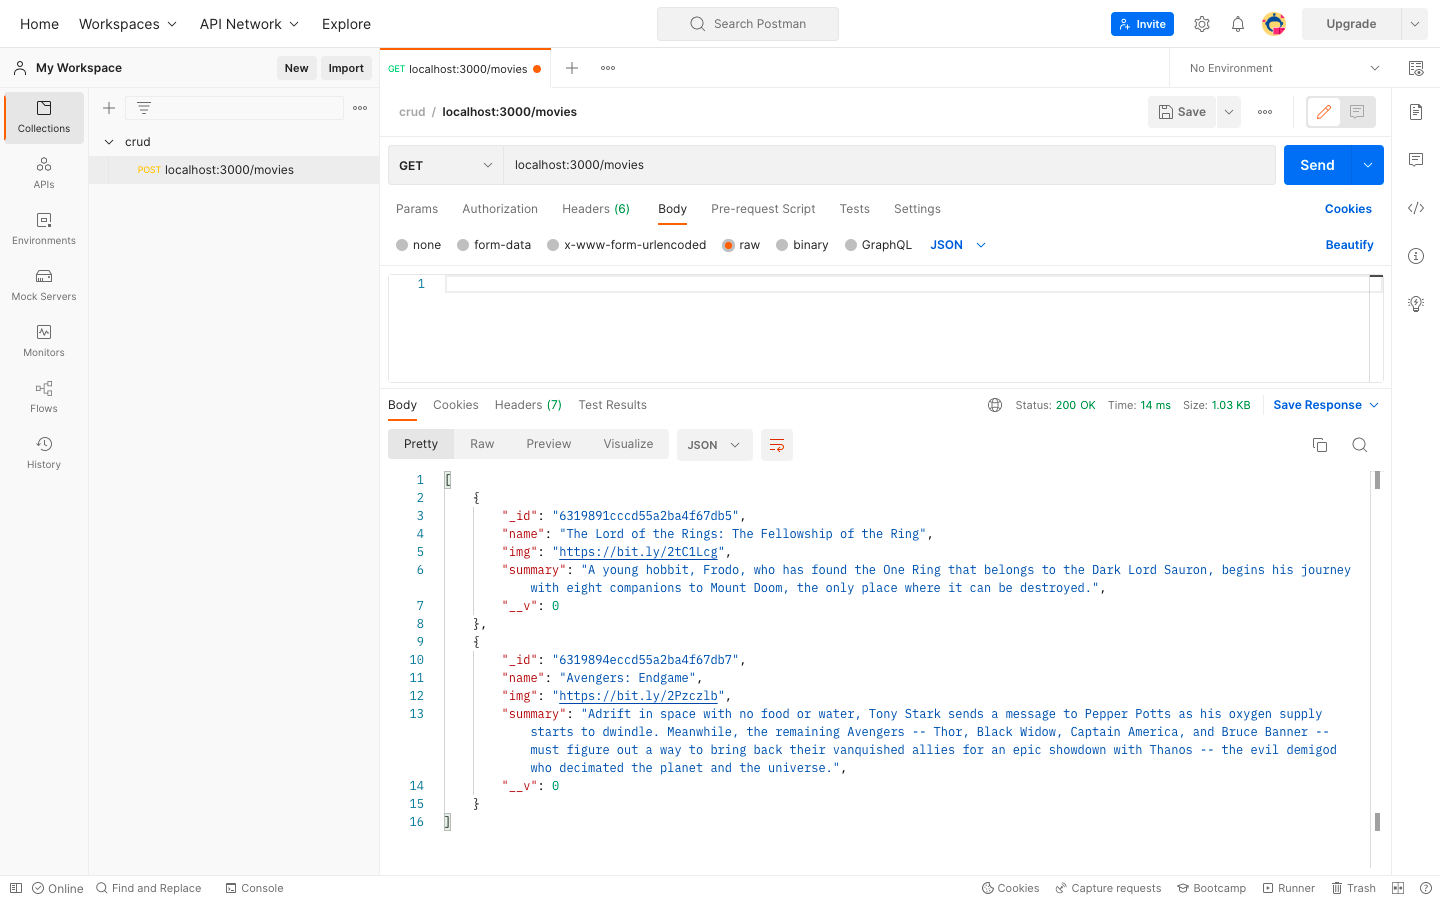 Home Workspaces API Network Explore Search Postman Invite Upgrade
My Workspace New Import GET localhost:3000/movies No Environment
Collections
APIs
Environments
Mock Servers
Monitors
Flows
History
crud
POST localhost:3000/movies
crud / localhost:3000/movies Save
GET localhost:3000/movies Send
Params Authorization Headers (6) Body Pre-request Script Tests Settings Cookies
none form-data x-www-form-urlencoded raw binary GraphQL JSON Beautify
1
Body Cookies Headers (7) Test Results Status: 200 OK Time: 14 ms Size: 1.03 KB Save Response
Pretty Raw Preview Visualize JSON
1 [
2 {
3 "_id": "6319891cccd55a2ba4f67db5",
4 "name": "The Lord of the Rings: The Fellowship of the Ring",
5 "img": "https://bit.ly/2tC1Lcg",
6 "summary": "A young hobbit, Frodo, who has found the One Ring that belongs to the Dark Lord Sauron, begins his journey
with eight companions to Mount Doom, the only place where it can be destroyed.",
7 "__v": 0
8 },
9 {
10 "_id": "6319894eccd55a2ba4f67db7",
11 "name": "Avengers: Endgame",
12 "img": "https://bit.ly/2Pzczlb",
13 "summary": "Adrift in space with no food or water, Tony Stark sends a message to Pepper Potts as his oxygen supply
starts to dwindle. Meanwhile, the remaining Avengers -- Thor, Black Widow, Captain America, and Bruce Banner --
must figure out a way to bring back their vanquished allies for an epic showdown with Thanos -- the evil demigod
who decimated the planet and the universe.",
14 "__v": 0
15 }
16 ]
Online Find and Replace Console Cookies Capture requests Bootcamp Runner Trash